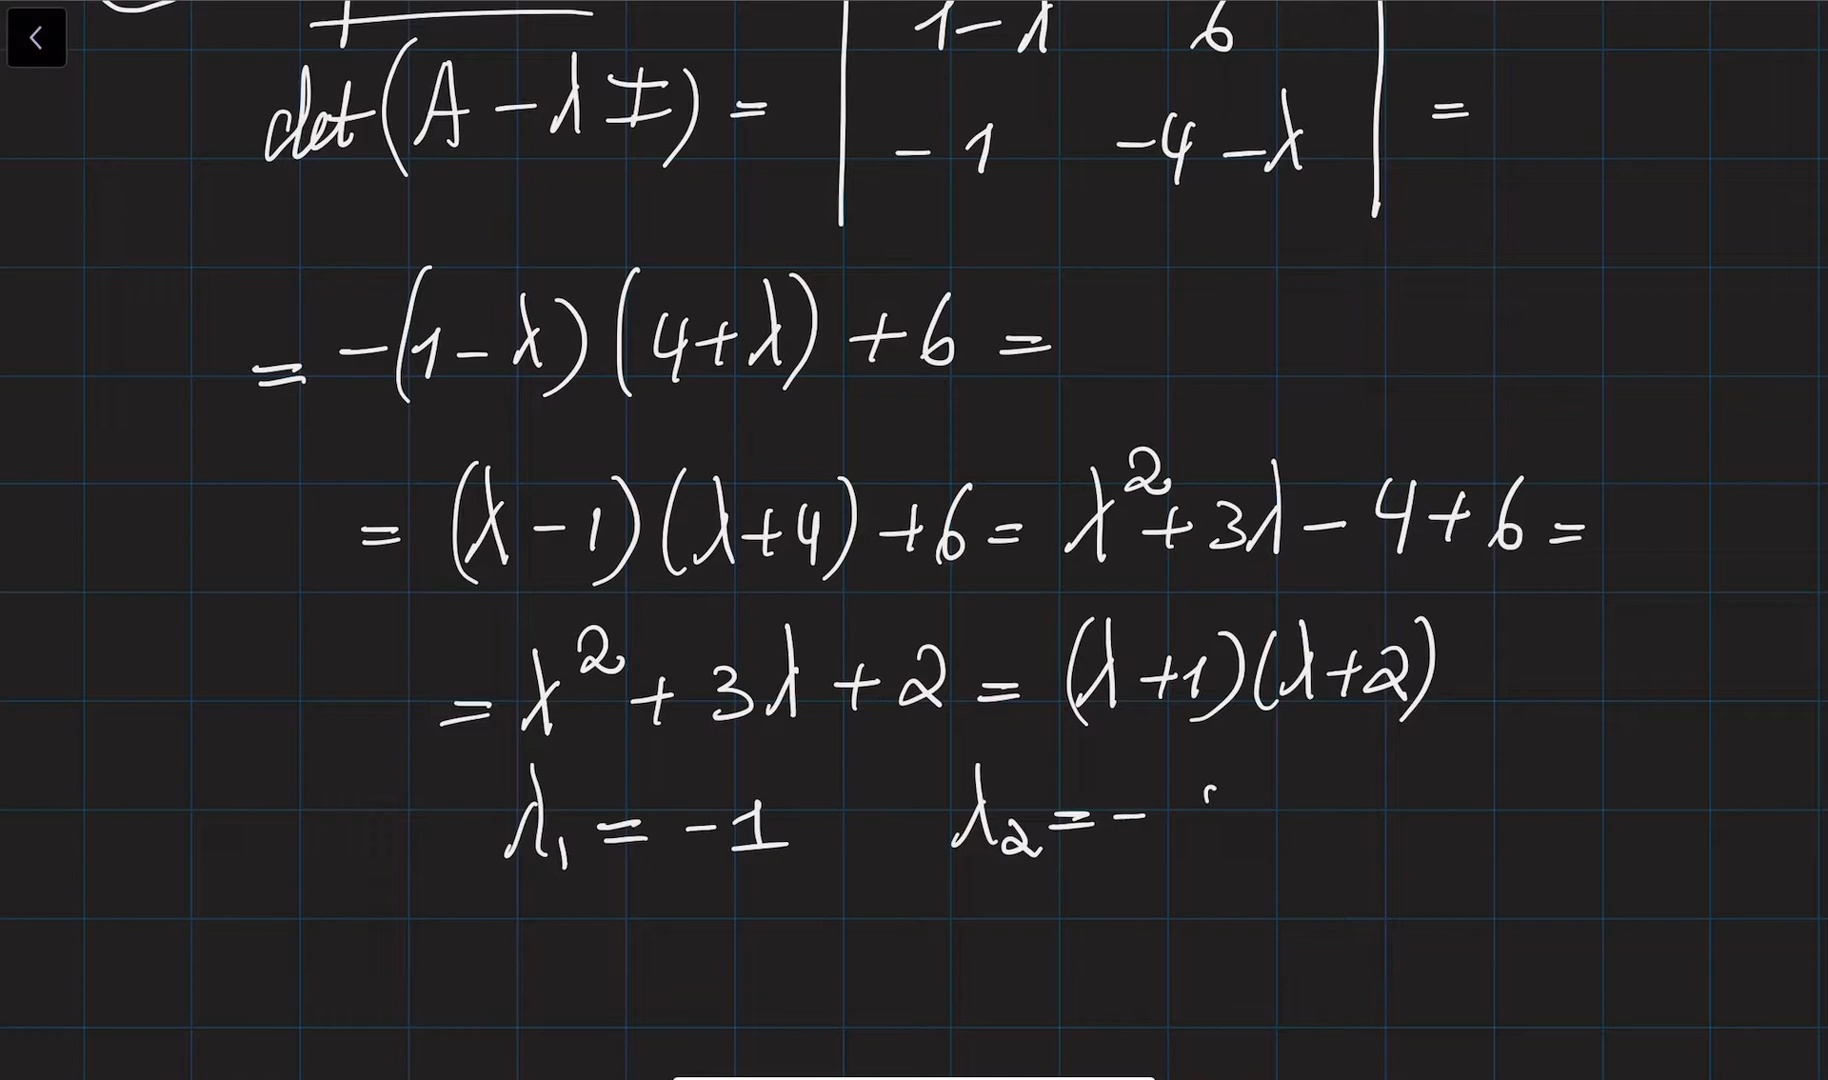 det(A - λI) = | 1-λ 6 |
| -1 -4-λ | =
= -(1-λ)(4+λ) + 6 =
= (λ-1)(λ+4) + 6 = λ² + 3λ - 4 + 6 =
= λ² + 3λ + 2 = (λ+1)(λ+2)
λ₁ = -1 λ₂ = -